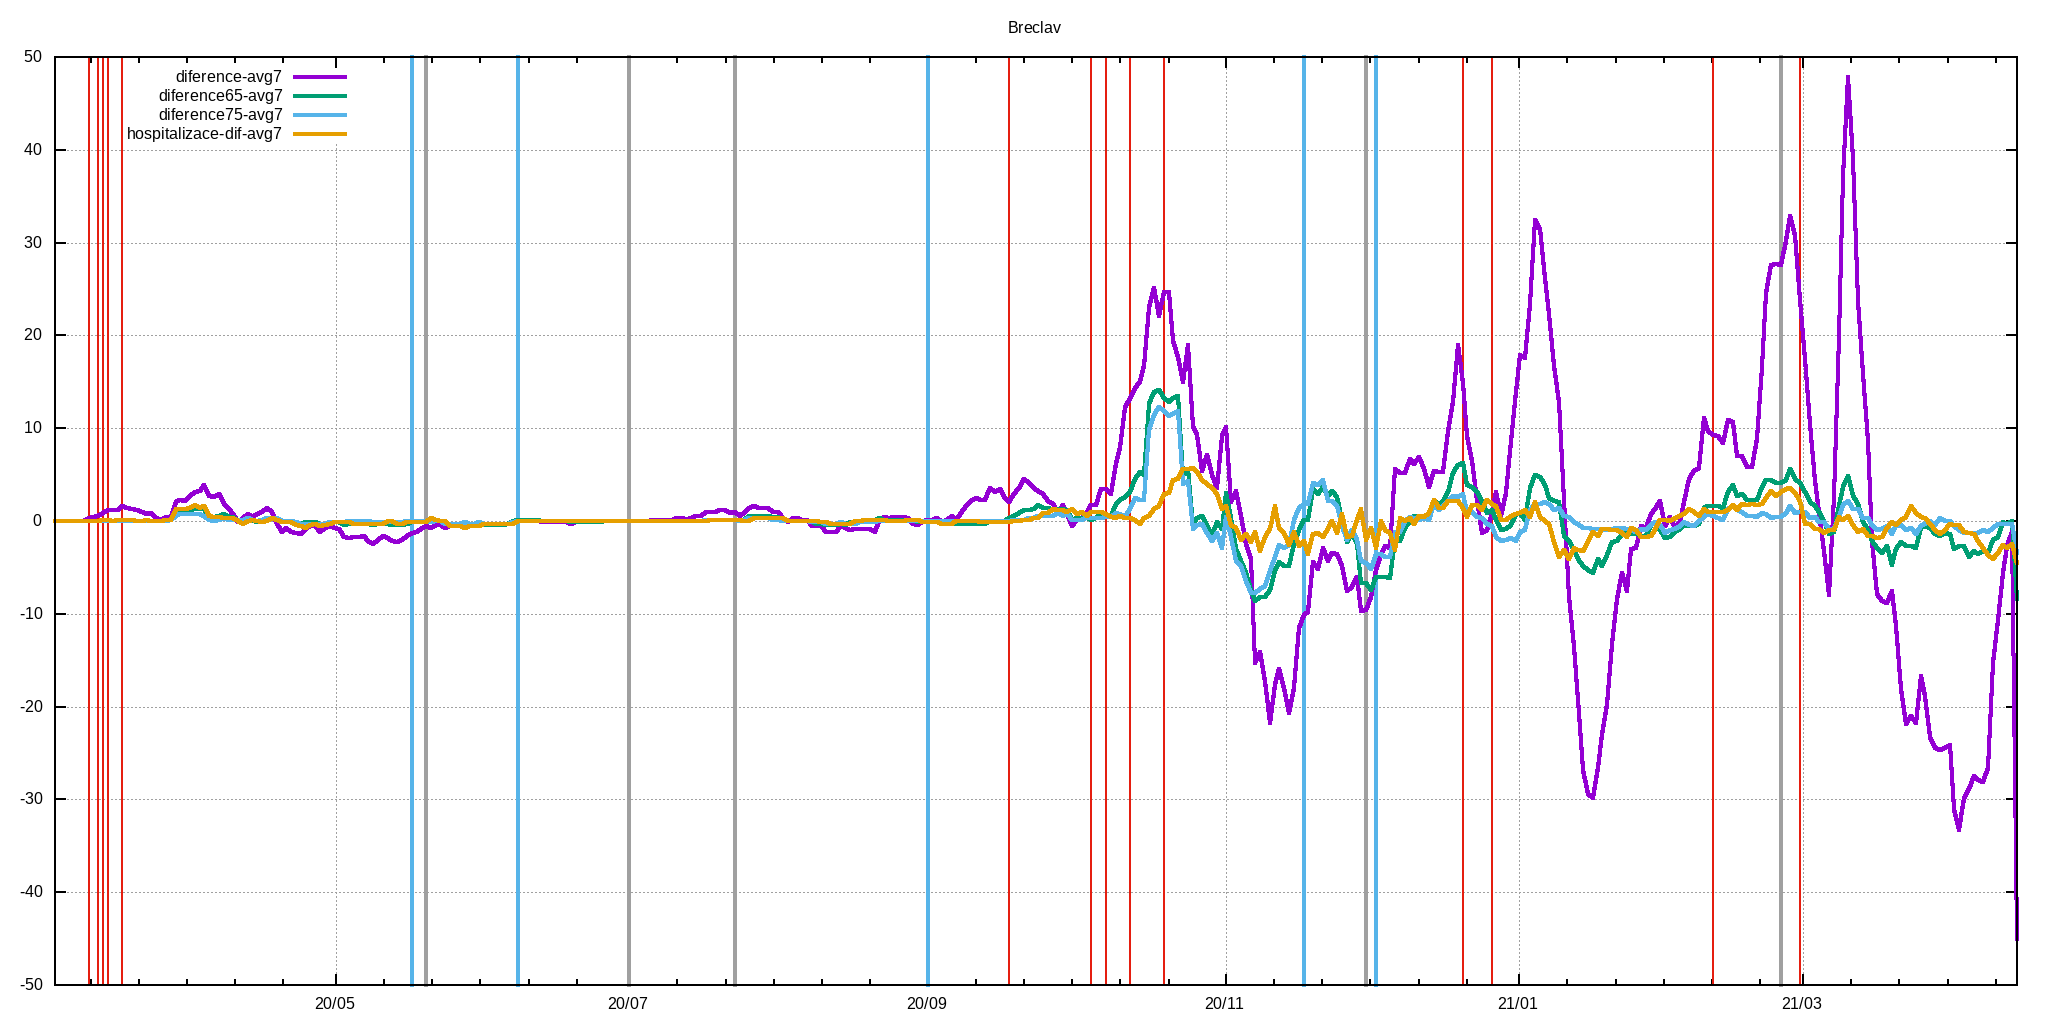 Breclav
diference-avg7
diference65-avg7
diference75-avg7
hospitalizace-dif-avg7
50
40
30
20
10
0
-10
-20
-30
-40
-50
20/05 20/07 20/09 20/11 21/01 21/03